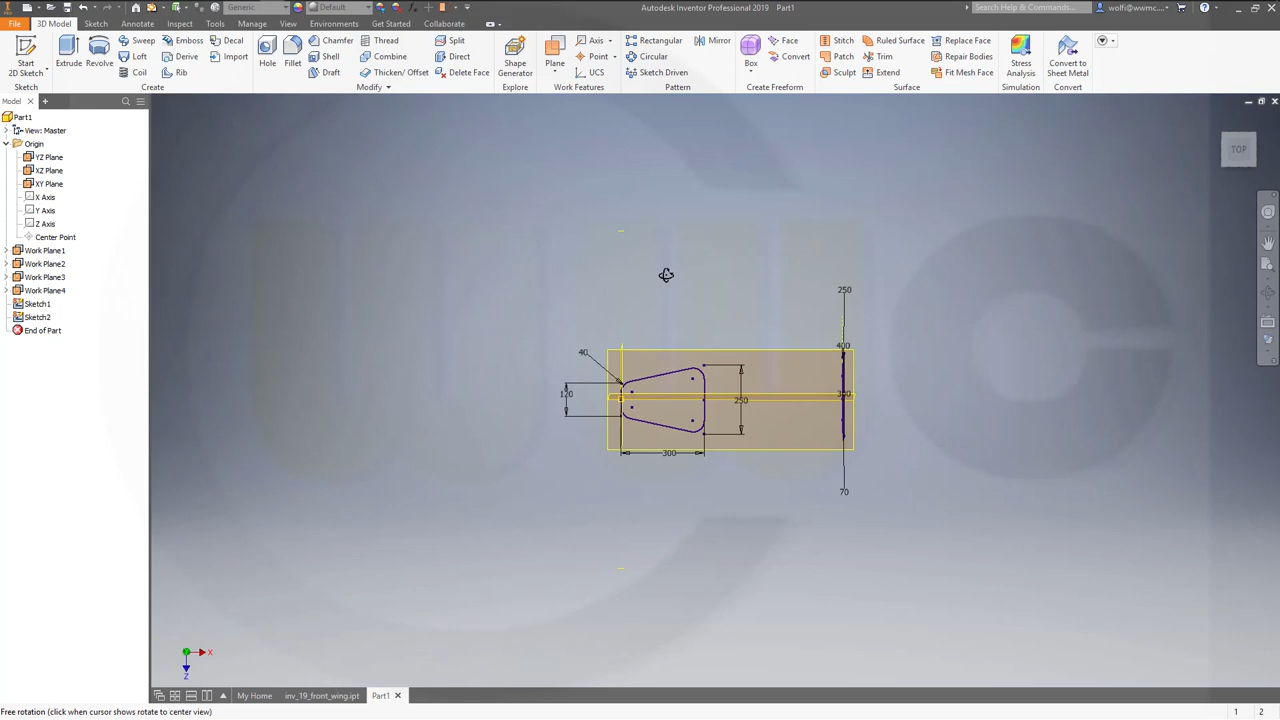 Generic
Default
Autodesk Inventor Professional 2019 Part1
Search Help & Commands...
wolfi@wwmc...
File 3D Model Sketch Annotate Inspect Tools Manage View Environments Get Started Collaborate
Start
2D Sketch
Extrude
Revolve
Sweep
Loft
Coil
Emboss
Derive
Rib
Decal
Import
Hole
Fillet
Chamfer
Shell
Draft
Thread
Combine
Thicken/ Offset
Split
Direct
Delete Face
Shape
Generator
Plane
Axis
Point
UCS
Rectangular
Circular
Sketch Driven
Mirror
Box
Face
Convert
Stitch
Patch
Sculpt
Ruled Surface
Trim
Extend
Replace Face
Repair Bodies
Fit Mesh Face
Stress
Analysis
Convert to
Sheet Metal
Sketch Create Modify Explore Work Features Pattern Create Freeform Surface Simulation Convert
Model
Part1
View: Master
Origin
YZ Plane
XZ Plane
XY Plane
X Axis
Y Axis
Z Axis
Center Point
Work Plane1
Work Plane2
Work Plane3
Work Plane4
Sketch1
Sketch2
End of Part
TOP
250
400
40
120
250
300
70
X
Z
My Home inv_19_front_wing.ipt Part1
Free rotation (click when cursor shows rotate to center view) 1 2